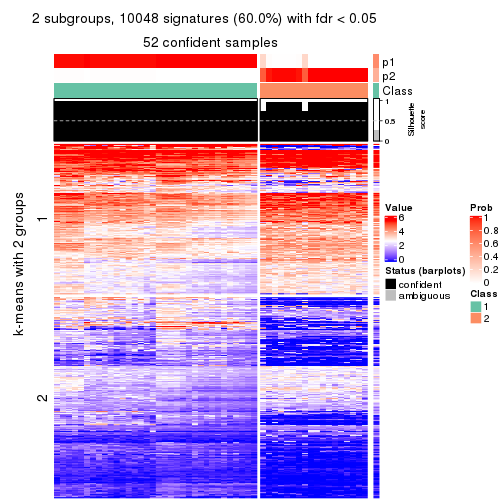 2 subgroups, 10048 signatures (60.0%) with fdr < 0.05
52 confident samples
p1
p2
Class
1
0.5
0
Silhouette
score
k-means with 2 groups
1
2
Value
6
4
2
0
Status (barplots)
confident
ambiguous
Prob
1
0.8
0.6
0.4
0.2
0
Class
1
2